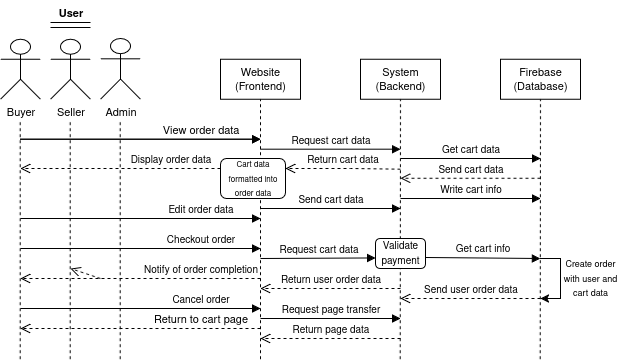 User
Buyer
Seller
Admin
Website
(Frontend)
System
(Backend)
Firebase
(Database)
View order data
Request cart data
Get cart data
Display order data
Cart data
formatted into
order data
Return cart data
Send cart data
Write cart info
Edit order data
Send cart data
Checkout order
Request cart data
Validate
payment
Get cart info
Create order
with user and
cart data
Notify of order completion
Return user order data
Send user order data
Cancel order
Request page transfer
Return to cart page
Return page data